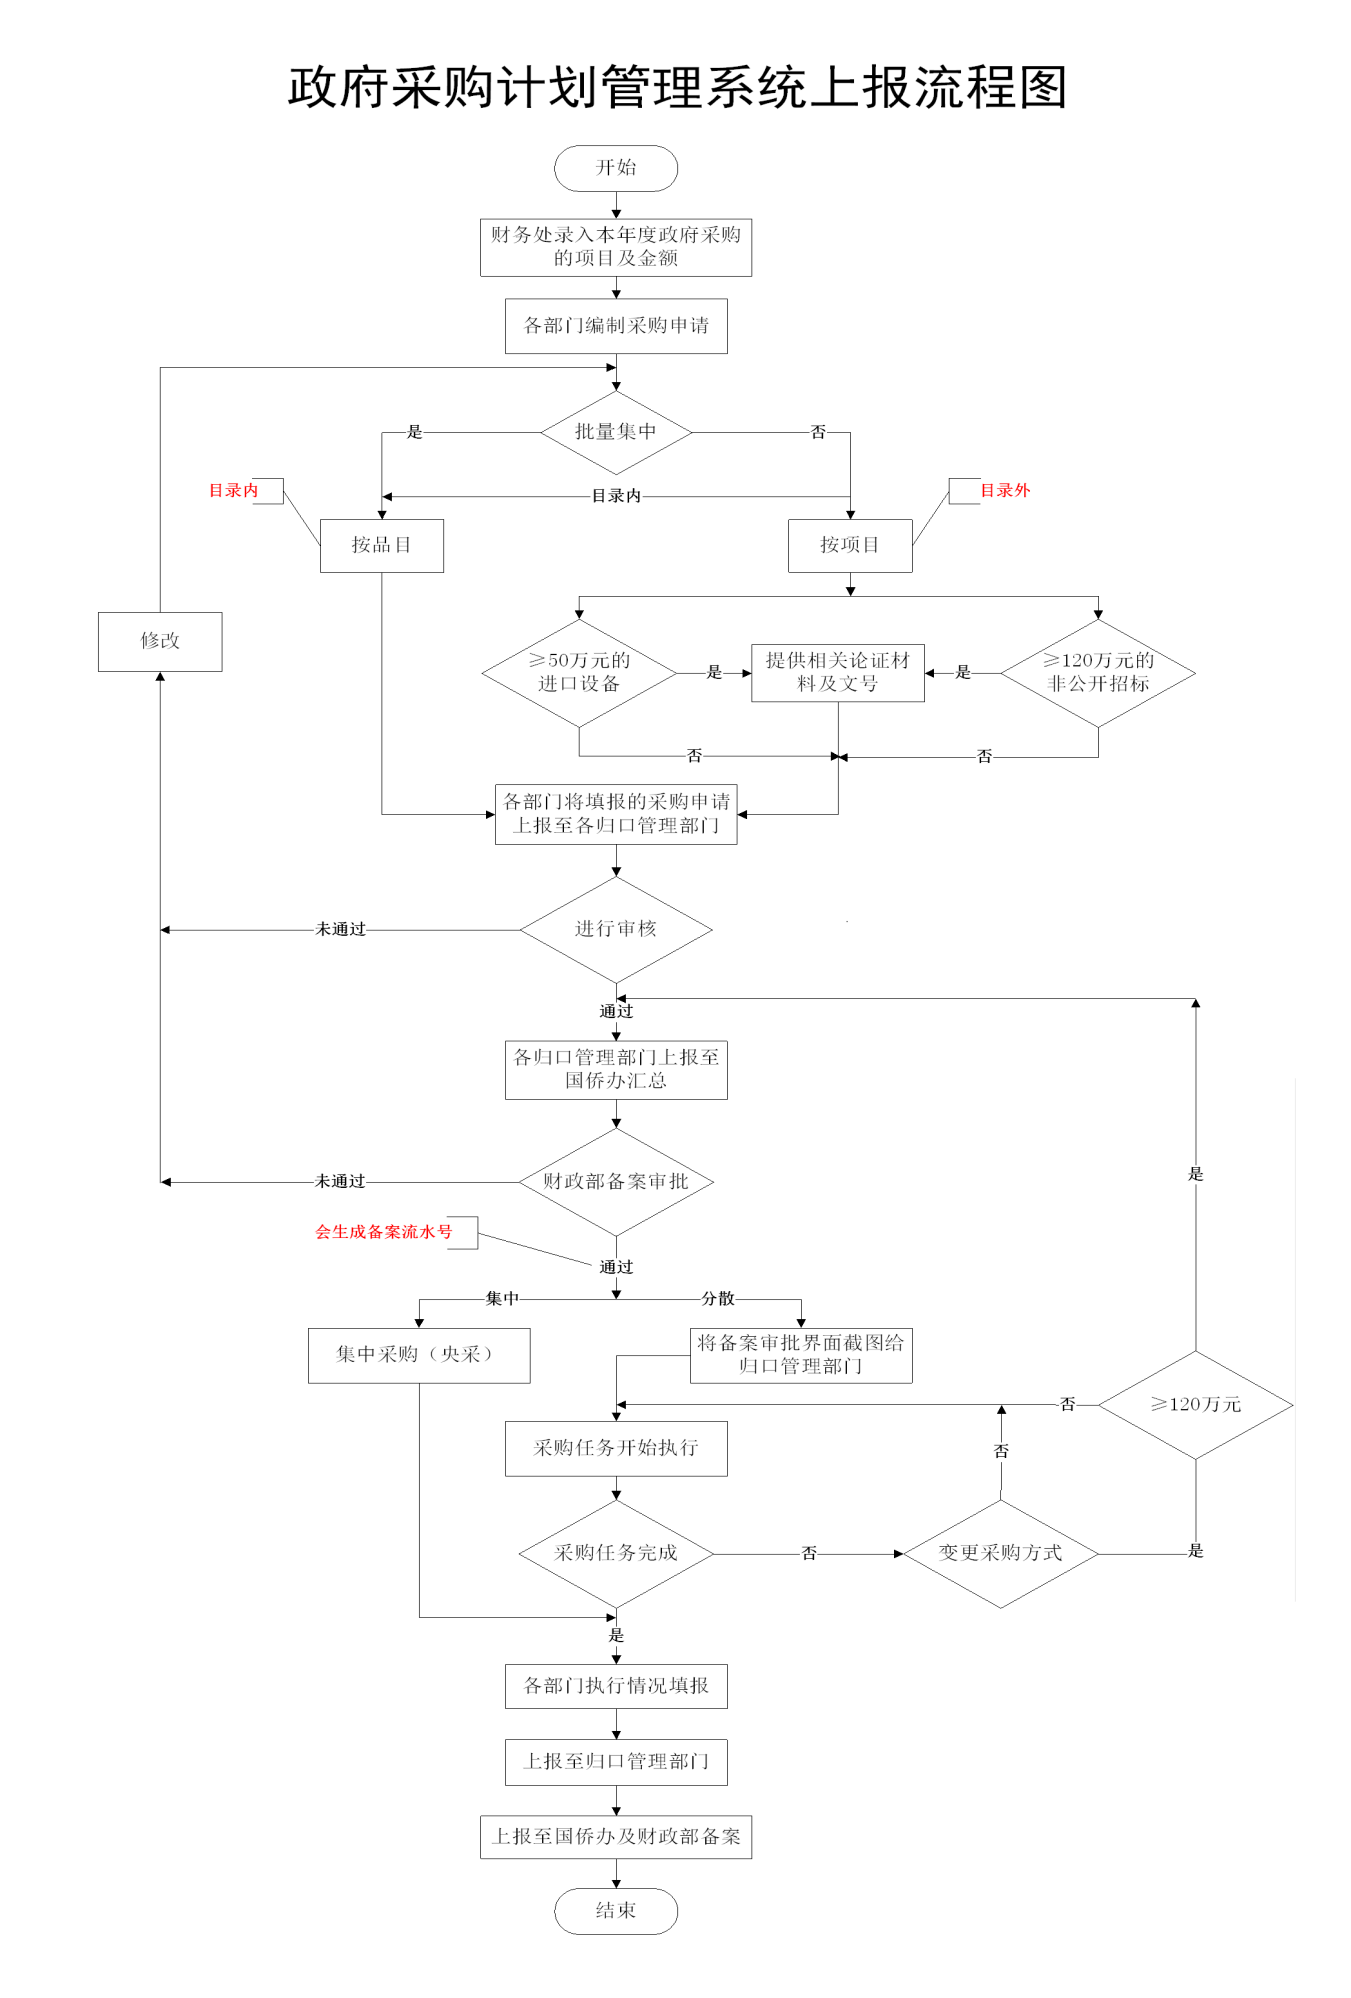 政府采购计划管理系统上报流程图
开始
财务处录入本年度政府采购
的项目及金额
各部门编制采购申请
批量集中
是
否
目录内
目录内
目录外
按品目
按项目
修改
≥50万元的
进口设备
是
提供相关论证材
料及文号
是
≥120万元的
非公开招标
否
否
各部门将填报的采购申请
上报至各归口管理部门
进行审核
未通过
通过
各归口管理部门上报至
国侨办汇总
是
财政部备案审批
未通过
会生成备案流水号
通过
集中
分散
集中采购（央采）
将备案审批界面截图给
归口管理部门
否
≥120万元
采购任务开始执行
否
采购任务完成
否
变更采购方式
是
是
各部门执行情况填报
上报至归口管理部门
上报至国侨办及财政部备案
结束